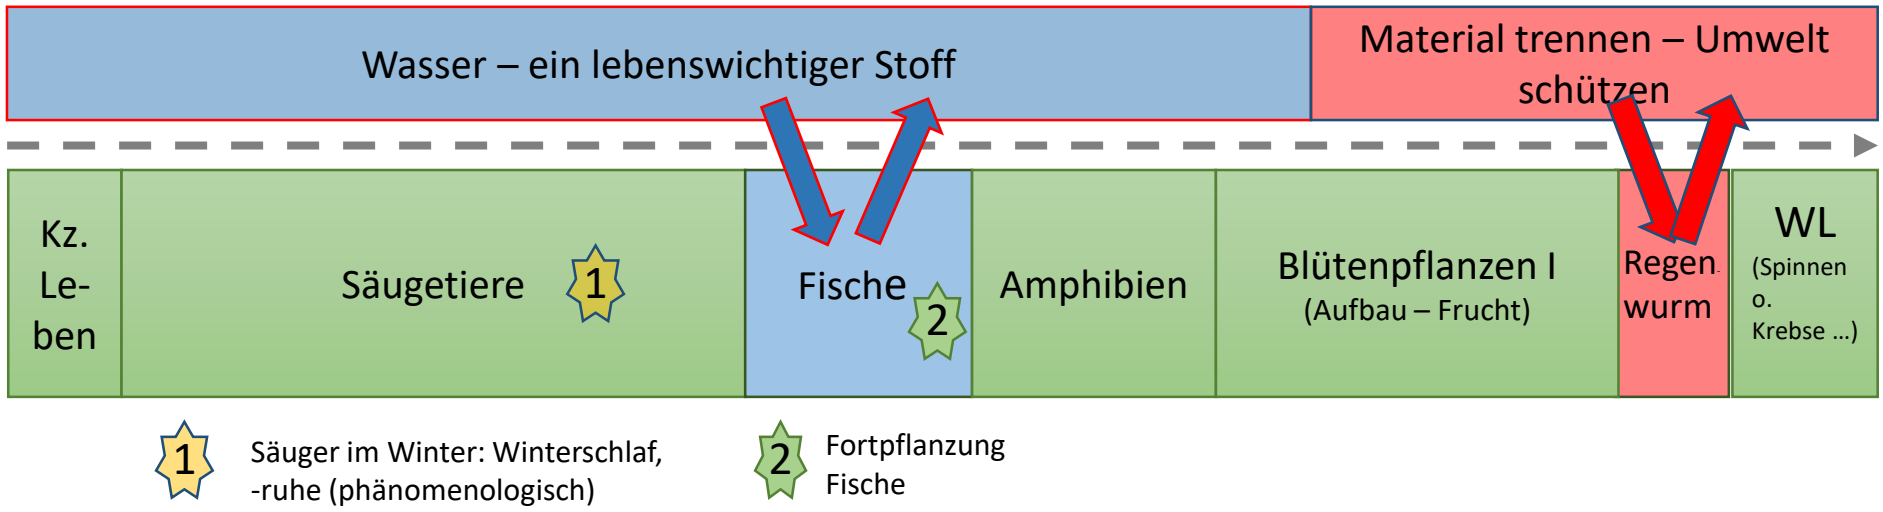 Wasser – ein lebenswichtiger Stoff
Material trennen – Umwelt
schützen
Kz.
Le-
ben
Säugetiere
1
Fische
2
Amphibien
Blütenpflanzen I
(Aufbau – Frucht)
Regen-
wurm
WL
(Spinnen
o.
Krebse ...)
1
Säuger im Winter: Winterschlaf,
-ruhe (phänomenologisch)
2
Fortpflanzung
Fische